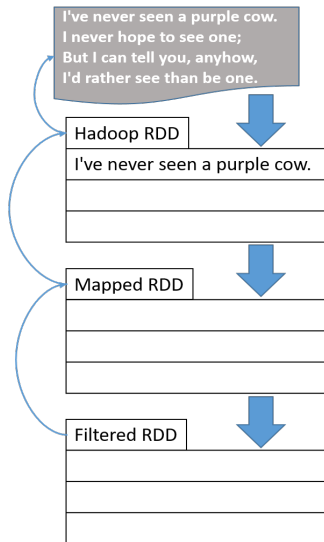 I've never seen a purple cow.
I never hope to see one;
But I can tell you, anyhow,
I'd rather see than be one.
Hadoop RDD
I've never seen a purple cow.
Mapped RDD
Filtered RDD